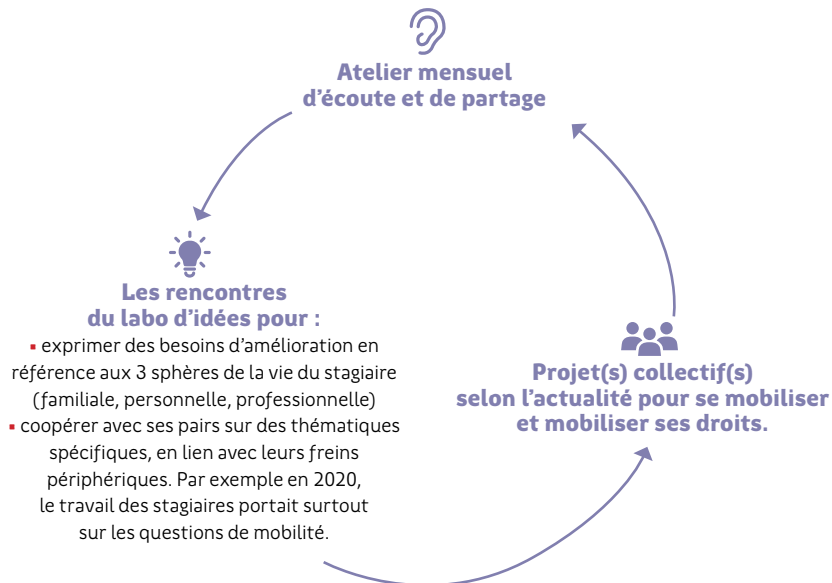 Atelier mensuel
d'écoute et de partage
Les rencontres
du labo d'idées pour :
▪ exprimer des besoins d'amélioration en
référence aux 3 sphères de la vie du stagiaire
(familiale, personnelle, professionnelle)
▪ coopérer avec ses pairs sur des thématiques
spécifiques, en lien avec leurs freins
périphériques. Par exemple en 2020,
le travail des stagiaires portait surtout
sur les questions de mobilité.
Projet(s) collectif(s)
selon l'actualité pour se mobiliser
et mobiliser ses droits.